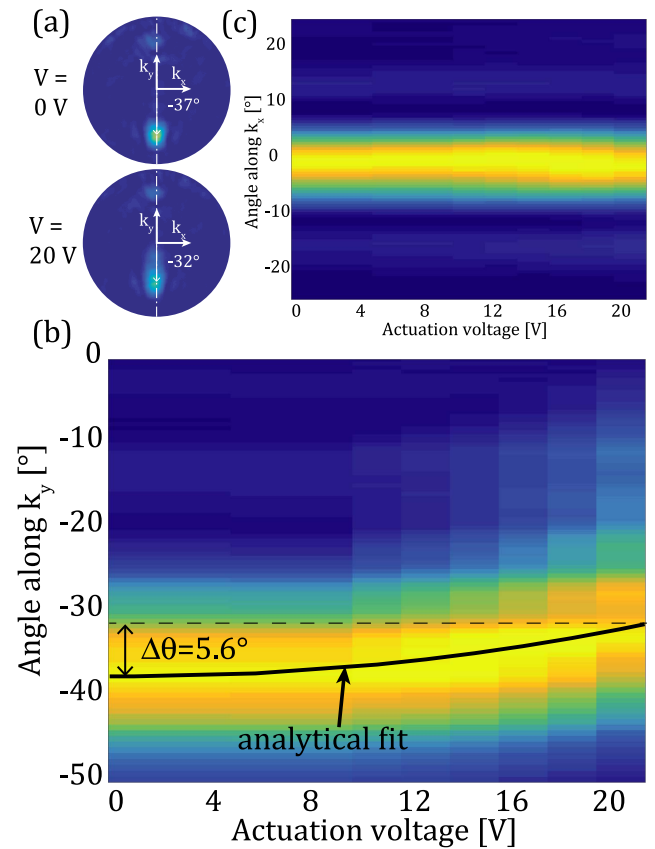 (a)
V =
0 V
k_y
k_x
-37°
V =
20 V
k_y
k_x
-32°
(c)
Angle along k_x [°]
20
10
0
-10
-20
0 4 8 12 16 20
Actuation voltage [V]
(b)
Angle along k_y [°]
0
-10
-20
-30
-40
-50
Δθ=5.6°
analytical fit
0 4 8 12 16 20
Actuation voltage [V]